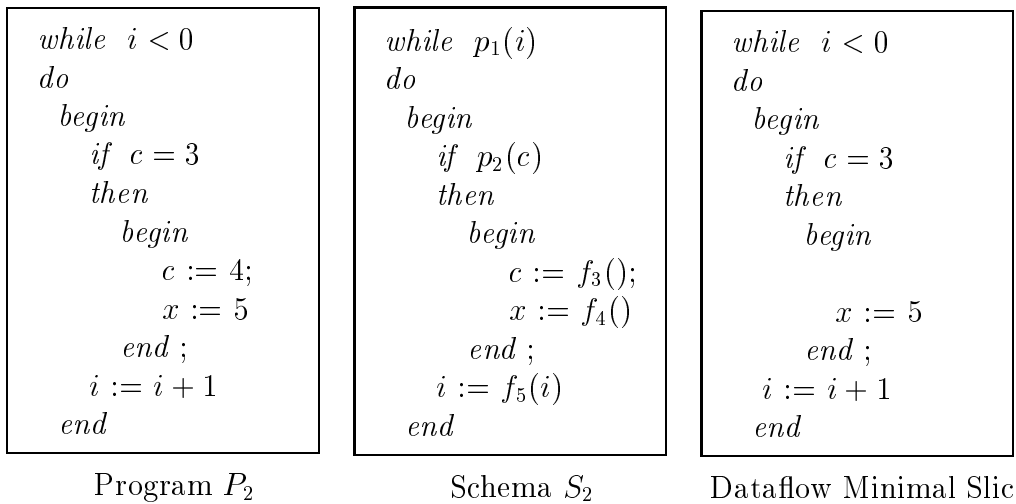 while i < 0
do
begin
if c = 3
then
begin
c := 4;
x := 5
end ;
i := i + 1
end
Program P₂
while p₁(i)
do
begin
if p₂(c)
then
begin
c := f₃();
x := f₄()
end ;
i := f₅(i)
end
Schema S₂
while i < 0
do
begin
if c = 3
then
begin
x := 5
end ;
i := i + 1
end
Dataflow Minimal Slic